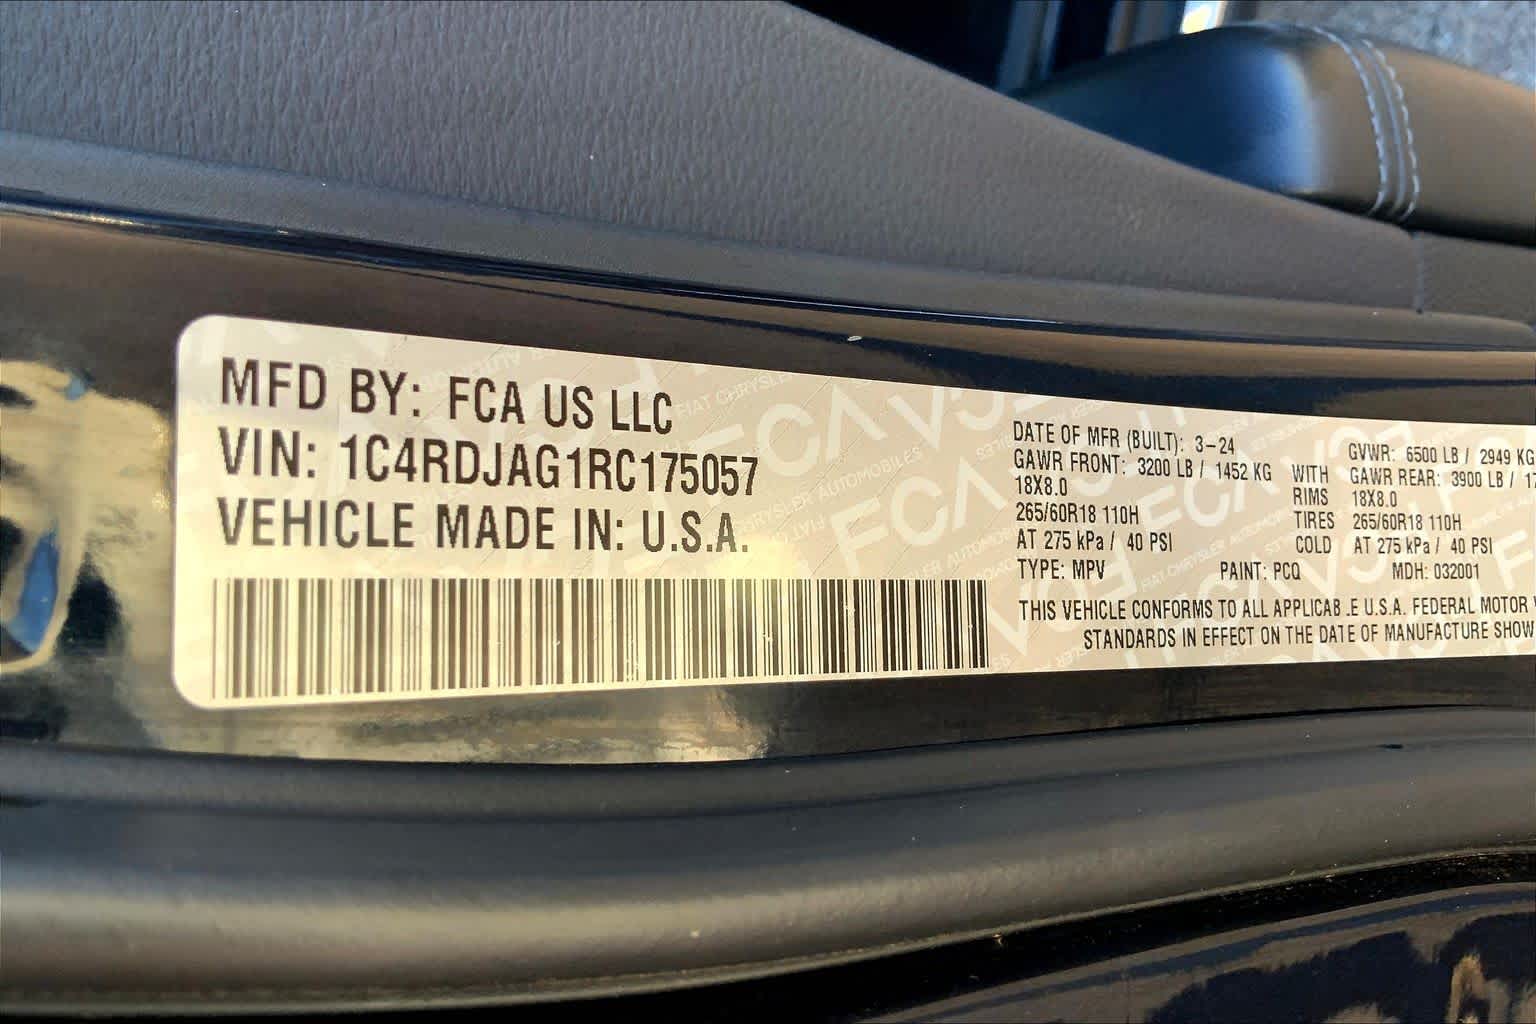 MFD BY: FCA US LLC
VIN: 1C4RDJAG1RC175057
VEHICLE MADE IN: U.S.A.
DATE OF MFR (BUILT): 3-24 GVWR: 6500 LB / 2949 KG
GAWR FRONT: 3200 LB / 1452 KG WITH GAWR REAR: 3900 LB /
18X8.0 RIMS 18X8.0
265/60R18 110H TIRES 265/60R18 110H
AT 275 kPa / 40 PSI COLD AT 275 kPa / 40 PSI
TYPE: MPV PAINT: PCQ MDH: 032001
THIS VEHICLE CONFORMS TO ALL APPLICAB.E U.S.A. FEDERAL MOTOR
STANDARDS IN EFFECT ON THE DATE OF MANUFACTURE SHOW